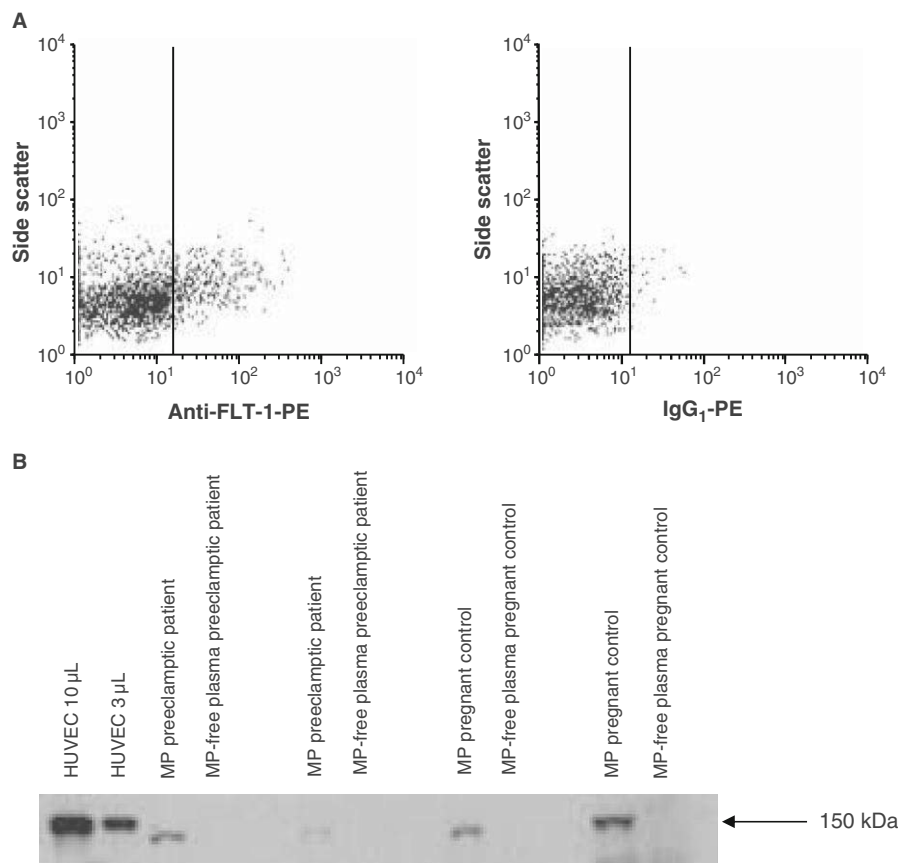 A
Side scatter
10⁴
10³
10²
10¹
10⁰
10⁰ 10¹ 10² 10³ 10⁴
Anti-FLT-1-PE
Side scatter
10⁴
10³
10²
10¹
10⁰
10⁰ 10¹ 10² 10³ 10⁴
IgG₁-PE
B
HUVEC 10 µL
HUVEC 3 µL
MP preeclamptic patient
MP-free plasma preeclamptic patient
MP preeclamptic patient
MP-free plasma preeclamptic patient
MP pregnant control
MP-free plasma pregnant control
MP pregnant control
MP-free plasma pregnant control
150 kDa